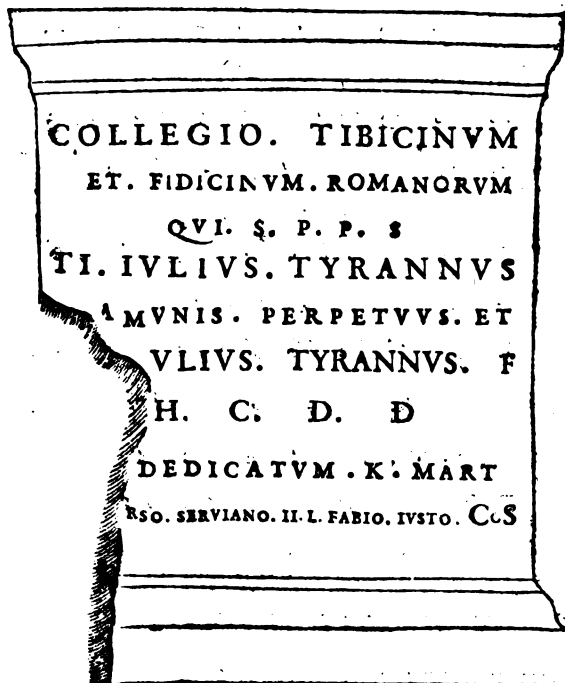 COLLEGIO. TIBICINVM
ET. FIDICINVM. ROMANORVM
QVI. S. P. P. S
TI. IVLIVS. TYRANNVS
AMVNIS. PERPETVVS. ET
VLIVS. TYRANNVS. F
H. C. D. D
DEDICATVM. K. MART
RSO. SERVIANO. II. L. FABIO. IVSTO. CoS